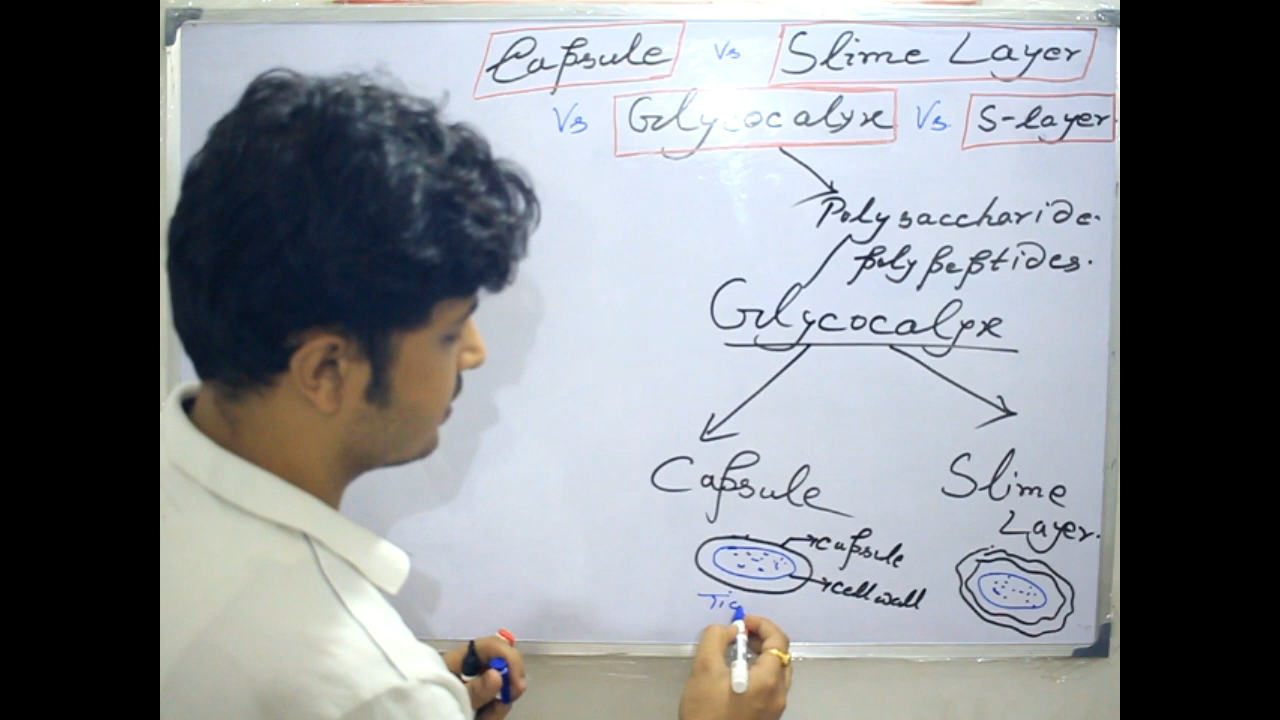 Capsule Vs Slime Layer
Vs Glycocalyx Vs S-layer
Polysaccharide.
polypeptides.
Glycocalyx
Capsule
Slime
Layer.
capsule
cell wall